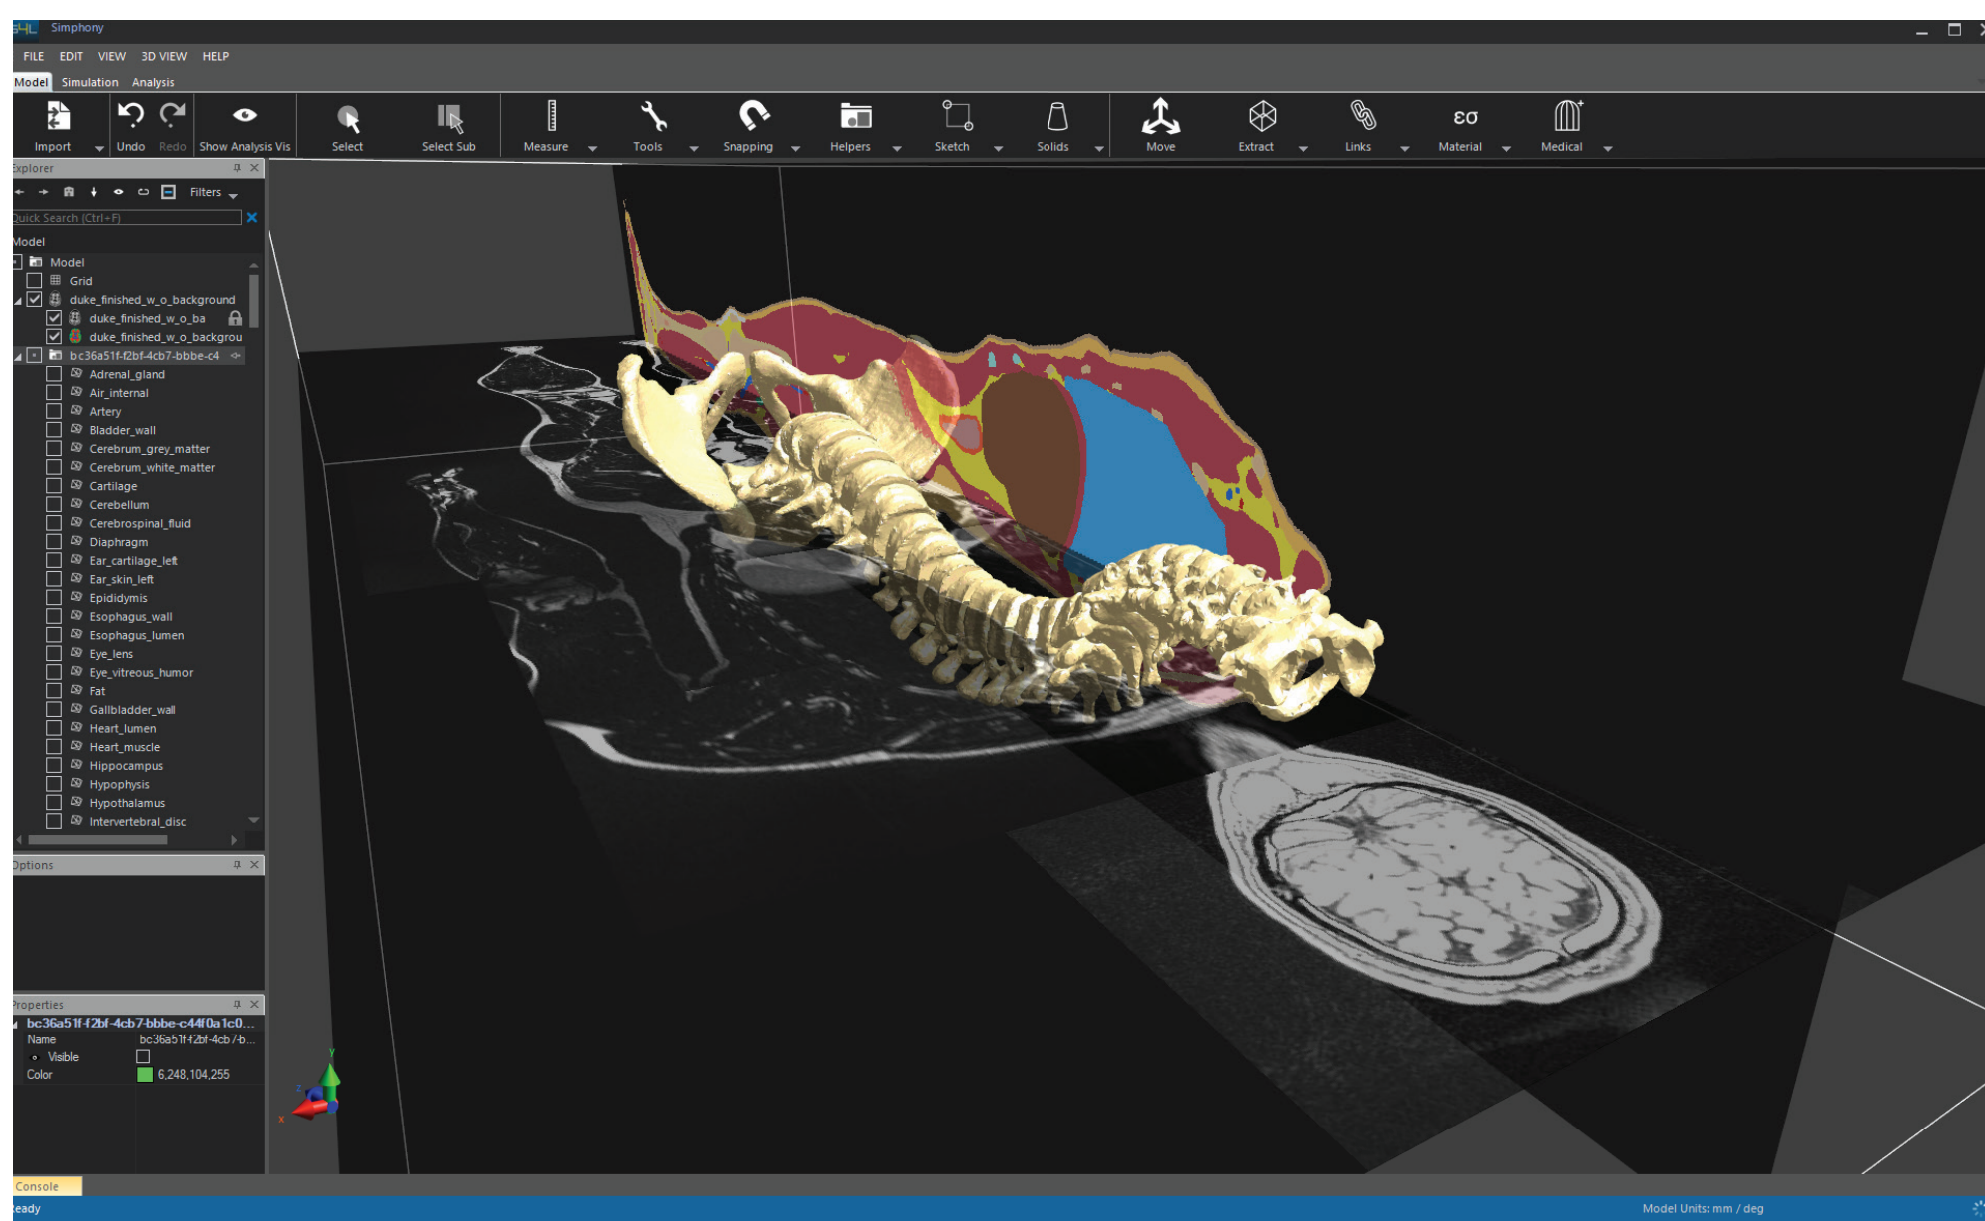 S4L Simphony
FILE EDIT VIEW 3D VIEW HELP
Model Simulation Analysis
Import Undo Redo Show Analysis Vis Select Select Sub Measure Tools Snapping Helpers Sketch Solids Move Extract Links εσ Material Medical
Explorer
Filters
Quick Search (Ctrl+F)
Model
Model
Grid
duke_finished_w_o_background
duke_finished_w_o_ba
duke_finished_w_o_backgrou
bc36a51f-f2bf-4cb7-bbbe-c4
Adrenal_gland
Air_internal
Artery
Bladder_wall
Cerebrum_grey_matter
Cerebrum_white_matter
Cartilage
Cerebellum
Cerebrospinal_fluid
Diaphragm
Ear_cartilage_left
Ear_skin_left
Epididymis
Esophagus_wall
Esophagus_lumen
Eye_lens
Eye_vitreous_humor
Fat
Gallbladder_wall
Heart_lumen
Heart_muscle
Hippocampus
Hypophysis
Hypothalamus
Intervertebral_disc
Options
Properties
bc36a51f-f2bf-4cb7-bbbe-c44f0a1c0...
Name bc36a51f-f2bf-4cb7-b...
Visible
Color 6,248,104,255
Y
Z
X
Console
Ready Model Units: mm / deg